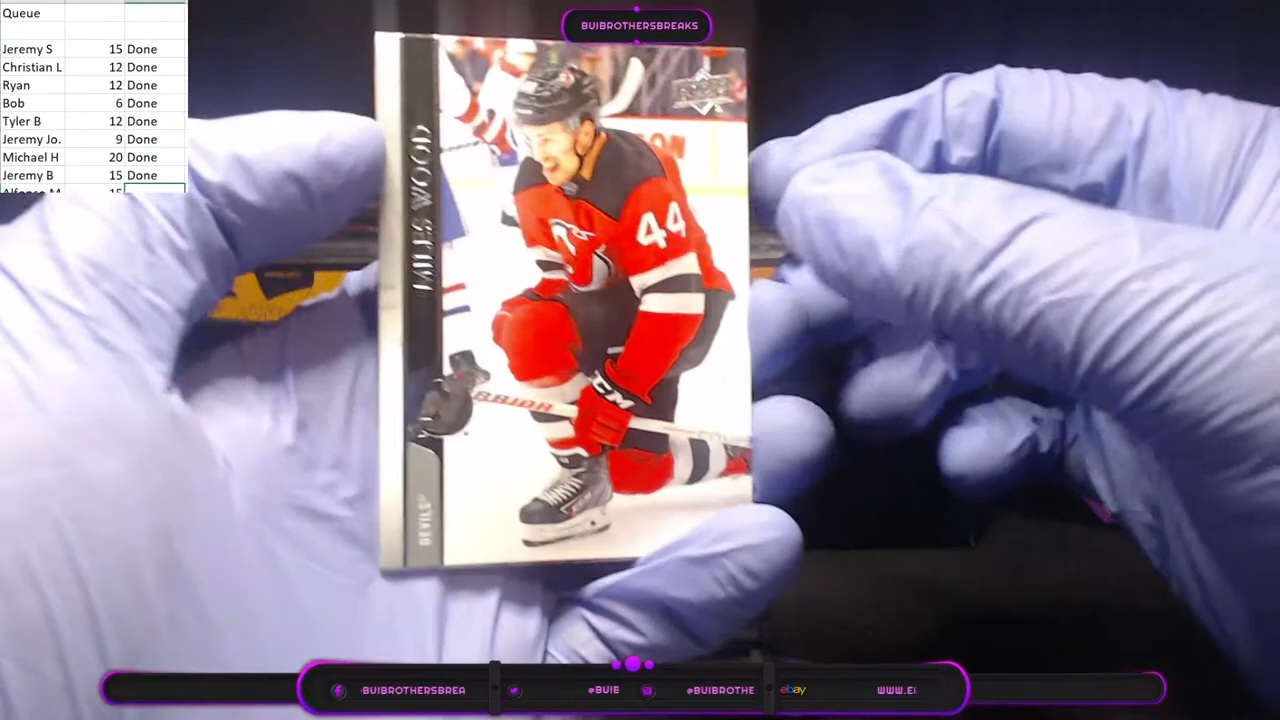 Queue
Jeremy S 15 Done
Christian L 12 Done
Ryan 12 Done
Bob 6 Done
Tyler B 12 Done
Jeremy Jo. 9 Done
Michael H 20 Done
Jeremy B 15 Done
BUIBROTHERSBREAKS
MILES WOOD
DEVILS
44
CCM
:BUIBROTHERSBREA
@BUIB
@BUIBROTHE
ebay
WWW.E